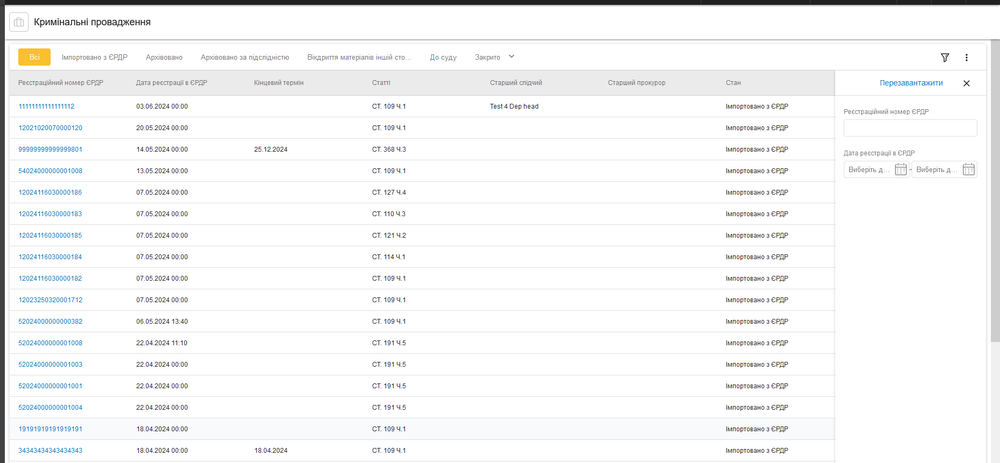 Кримінальні провадження
Всі Імпортовано з ЄРДР Архівовано Архівовано за підслідністю Вікдриття матеріалів іншій сто... До суду Закрито
Реєстраційний номер ЄРДР Дата реєстрації в ЄРДР Кінцевий термін Статті Старший спідчий Старший прокурор Стан
Перезавантажити
11111111111111112 03.06.2024 00:00 СТ. 109 Ч.1 Test 4 Dep head Імпортовано з ЄРДР
Реєстраційний номер ЄРДР
12021020070000120 20.05.2024 00:00 СТ. 109 Ч.1 Імпортовано з ЄРДР
99999999999999801 14.05.2024 00:00 25.12.2024 СТ. 368 Ч.3 Імпортовано з ЄРДР
Дата реєстрації в ЄРДР
54024000000001008 13.05.2024 00:00 СТ. 109 Ч.1 Імпортовано з ЄРДР
Виберіть д... - Виберіть д...
12024116030000186 07.05.2024 00:00 СТ. 127 Ч.4 Імпортовано з ЄРДР
12024116030000183 07.05.2024 00:00 СТ. 110 Ч.3 Імпортовано з ЄРДР
12024116030000185 07.05.2024 00:00 СТ. 121 Ч.2 Імпортовано з ЄРДР
12024116030000184 07.05.2024 00:00 СТ. 114 Ч.1 Імпортовано з ЄРДР
12024116030000182 07.05.2024 00:00 СТ. 109 Ч.1 Імпортовано з ЄРДР
12023250320001712 07.05.2024 00:00 СТ. 109 Ч.1 Імпортовано з ЄРДР
52024000000000382 06.05.2024 13:40 СТ. 109 Ч.1 Імпортовано з ЄРДР
52024000000001008 22.04.2024 11:10 СТ. 191 Ч.5 Імпортовано з ЄРДР
52024000000001003 22.04.2024 00:00 СТ. 191 Ч.5 Імпортовано з ЄРДР
52024000000001001 22.04.2024 00:00 СТ. 191 Ч.5 Імпортовано з ЄРДР
52024000000001004 22.04.2024 00:00 СТ. 191 Ч.5 Імпортовано з ЄРДР
19191919191919191 18.04.2024 00:00 СТ. 109 Ч.1 Імпортовано з ЄРДР
34343434343434343 18.04.2024 00:00 18.04.2024 СТ. 109 Ч.1 Імпортовано з ЄРДР